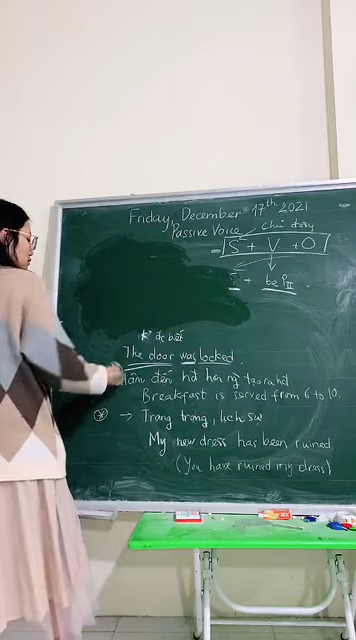 Friday, December 17th 2021
Passive Voice
chủ động
S + V + O
S + be PII.
k° đc biết
The door was locked.
tâm đến hđ hơn ng tạo ra hđ
Breakfast is served from 6 to 10.
→ Trang trọng, lịch sự
My new dress has been ruined
(You have ruined my dress)